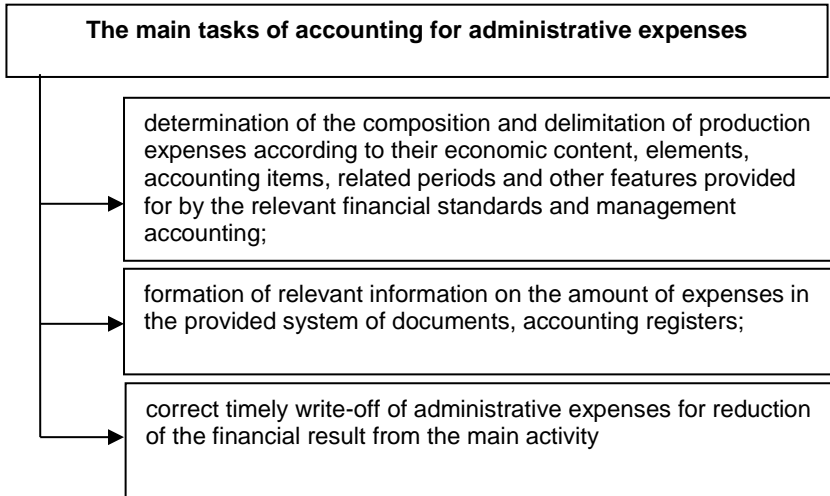 The main tasks of accounting for administrative expenses
determination of the composition and delimitation of production
expenses according to their economic content, elements,
accounting items, related periods and other features provided
for by the relevant financial standards and management
accounting;
formation of relevant information on the amount of expenses in
the provided system of documents, accounting registers;
correct timely write-off of administrative expenses for reduction
of the financial result from the main activity